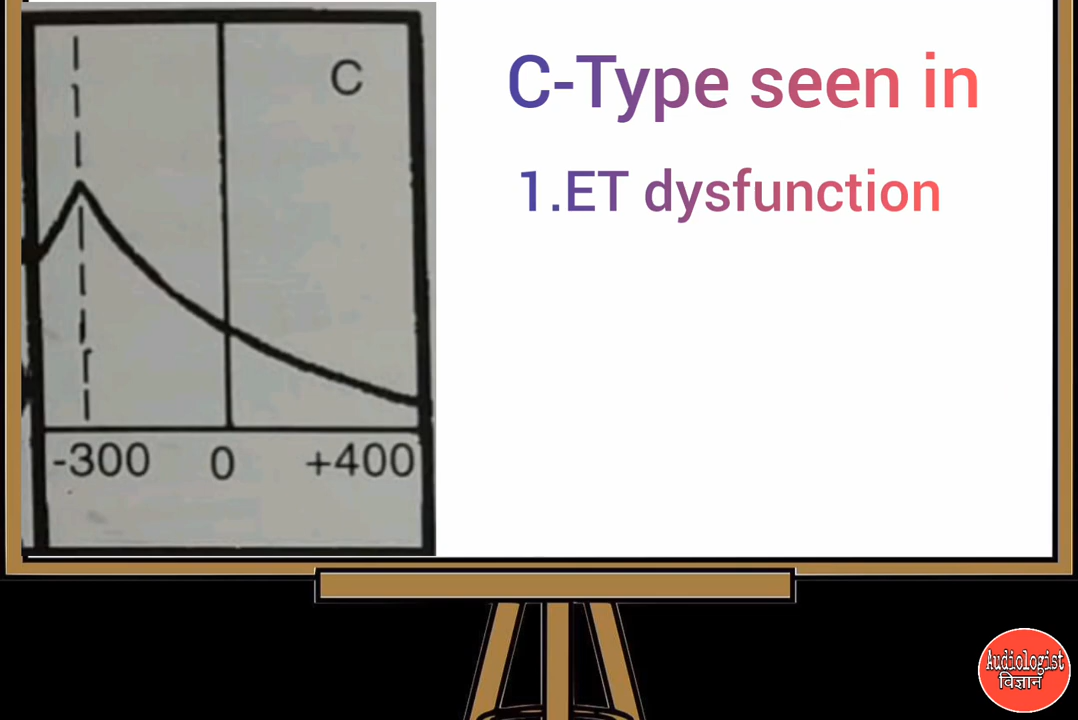 C
C-Type seen in
1.ET dysfunction
-300 0 +400
Audiologist
विज्ञान